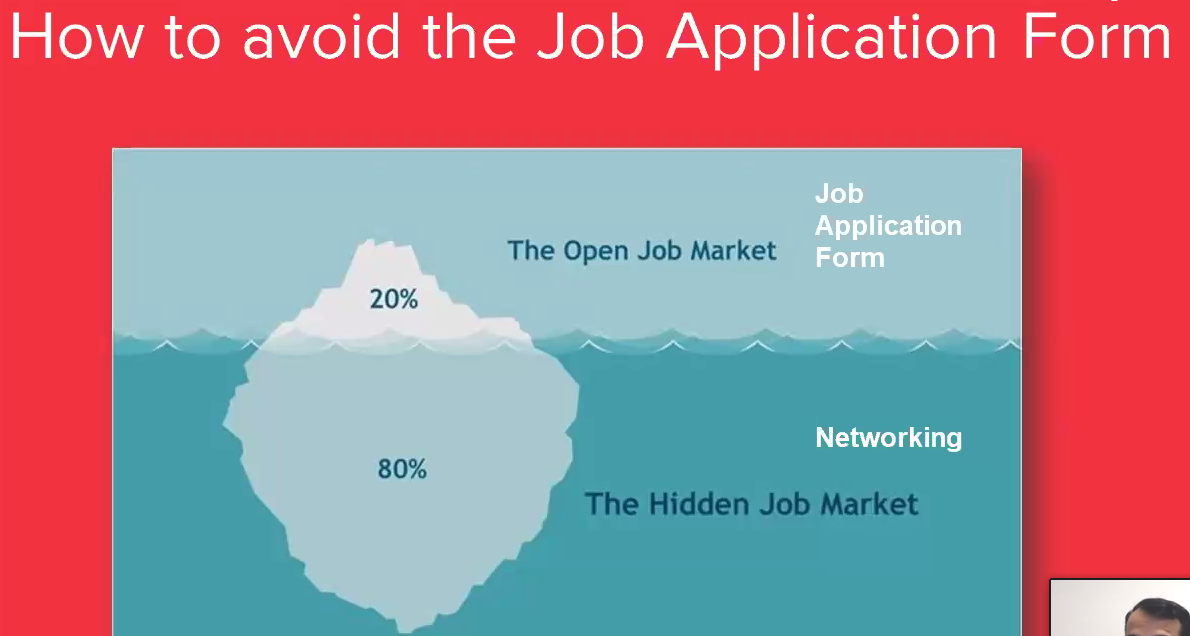 How to avoid the Job Application Form
Job
Application
Form
The Open Job Market
20%
Networking
80%
The Hidden Job Market